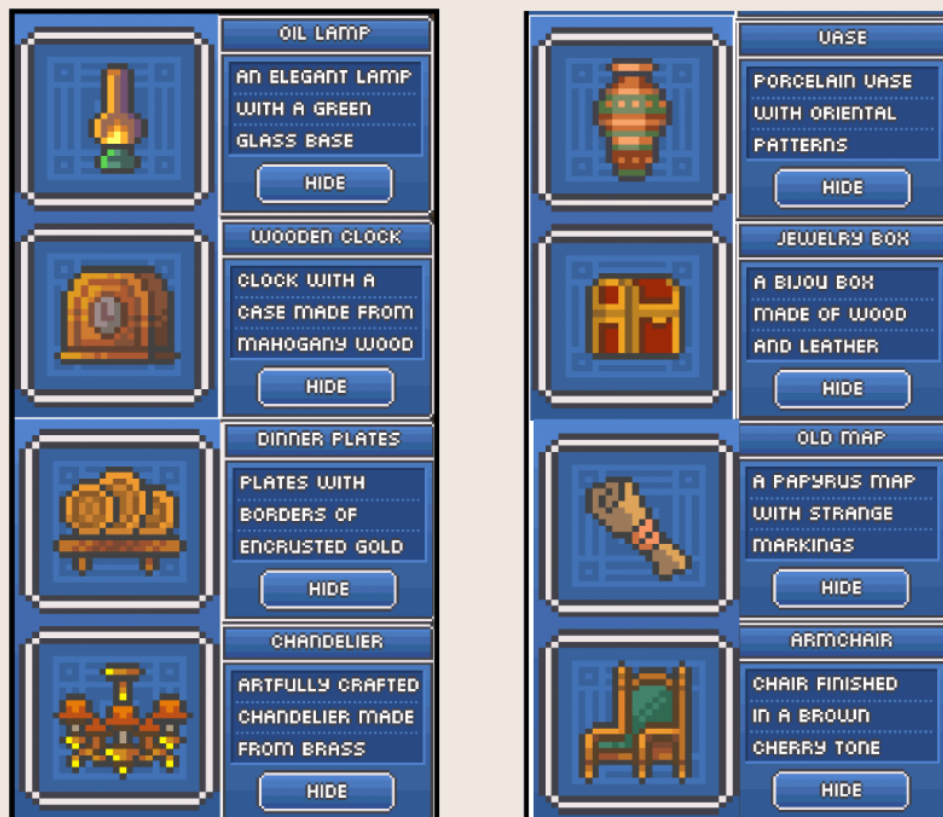 OIL LAMP
AN ELEGANT LAMP
WITH A GREEN
GLASS BASE
HIDE
WOODEN CLOCK
CLOCK WITH A
CASE MADE FROM
MAHOGANY WOOD
HIDE
DINNER PLATES
PLATES WITH
BORDERS OF
ENCRUSTED GOLD
HIDE
CHANDELIER
ARTFULLY CRAFTED
CHANDELIER MADE
FROM BRASS
HIDE
VASE
PORCELAIN VASE
WITH ORIENTAL
PATTERNS
HIDE
JEWELRY BOX
A BIJOU BOX
MADE OF WOOD
AND LEATHER
HIDE
OLD MAP
A PAPYRUS MAP
WITH STRANGE
MARKINGS
HIDE
ARMCHAIR
CHAIR FINISHED
IN A BROWN
CHERRY TONE
HIDE